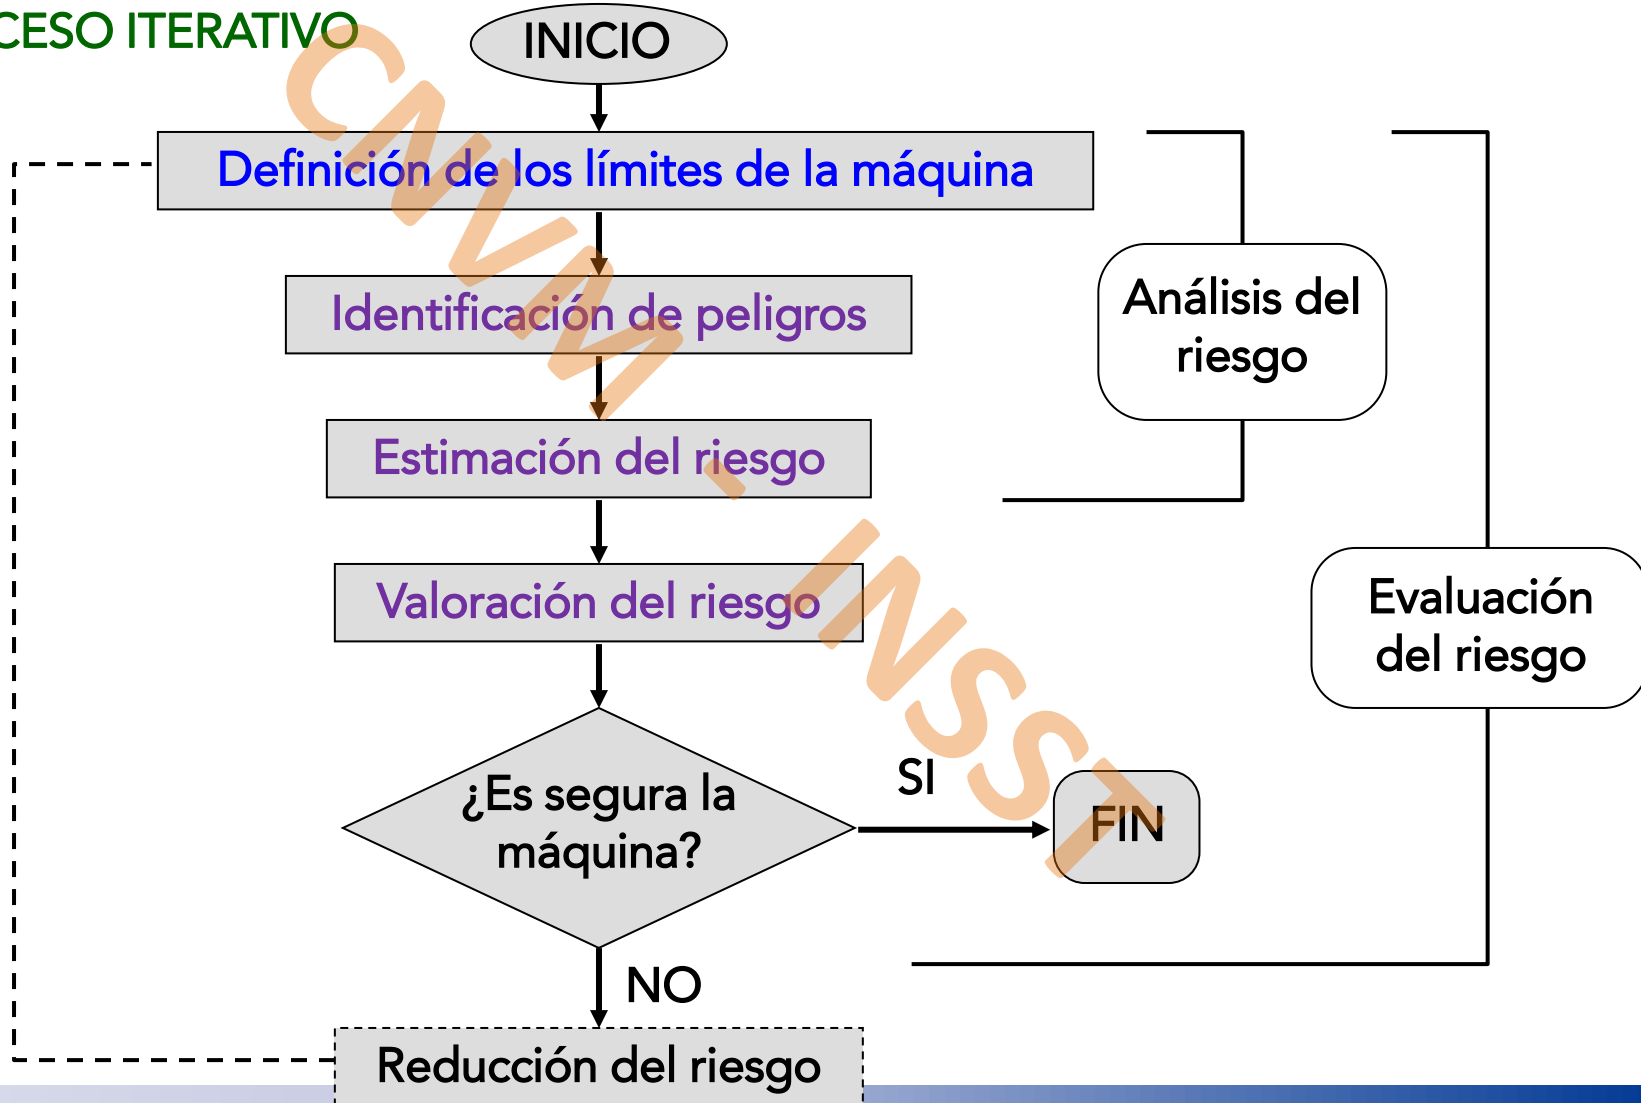 CESO ITERATIVO
INICIO
Definición de los límites de la máquina
Identificación de peligros
Análisis del
riesgo
Estimación del riesgo
Valoración del riesgo
Evaluación
del riesgo
¿Es segura la
máquina?
SI
FIN
NO
Reducción del riesgo
CNVM - INSST